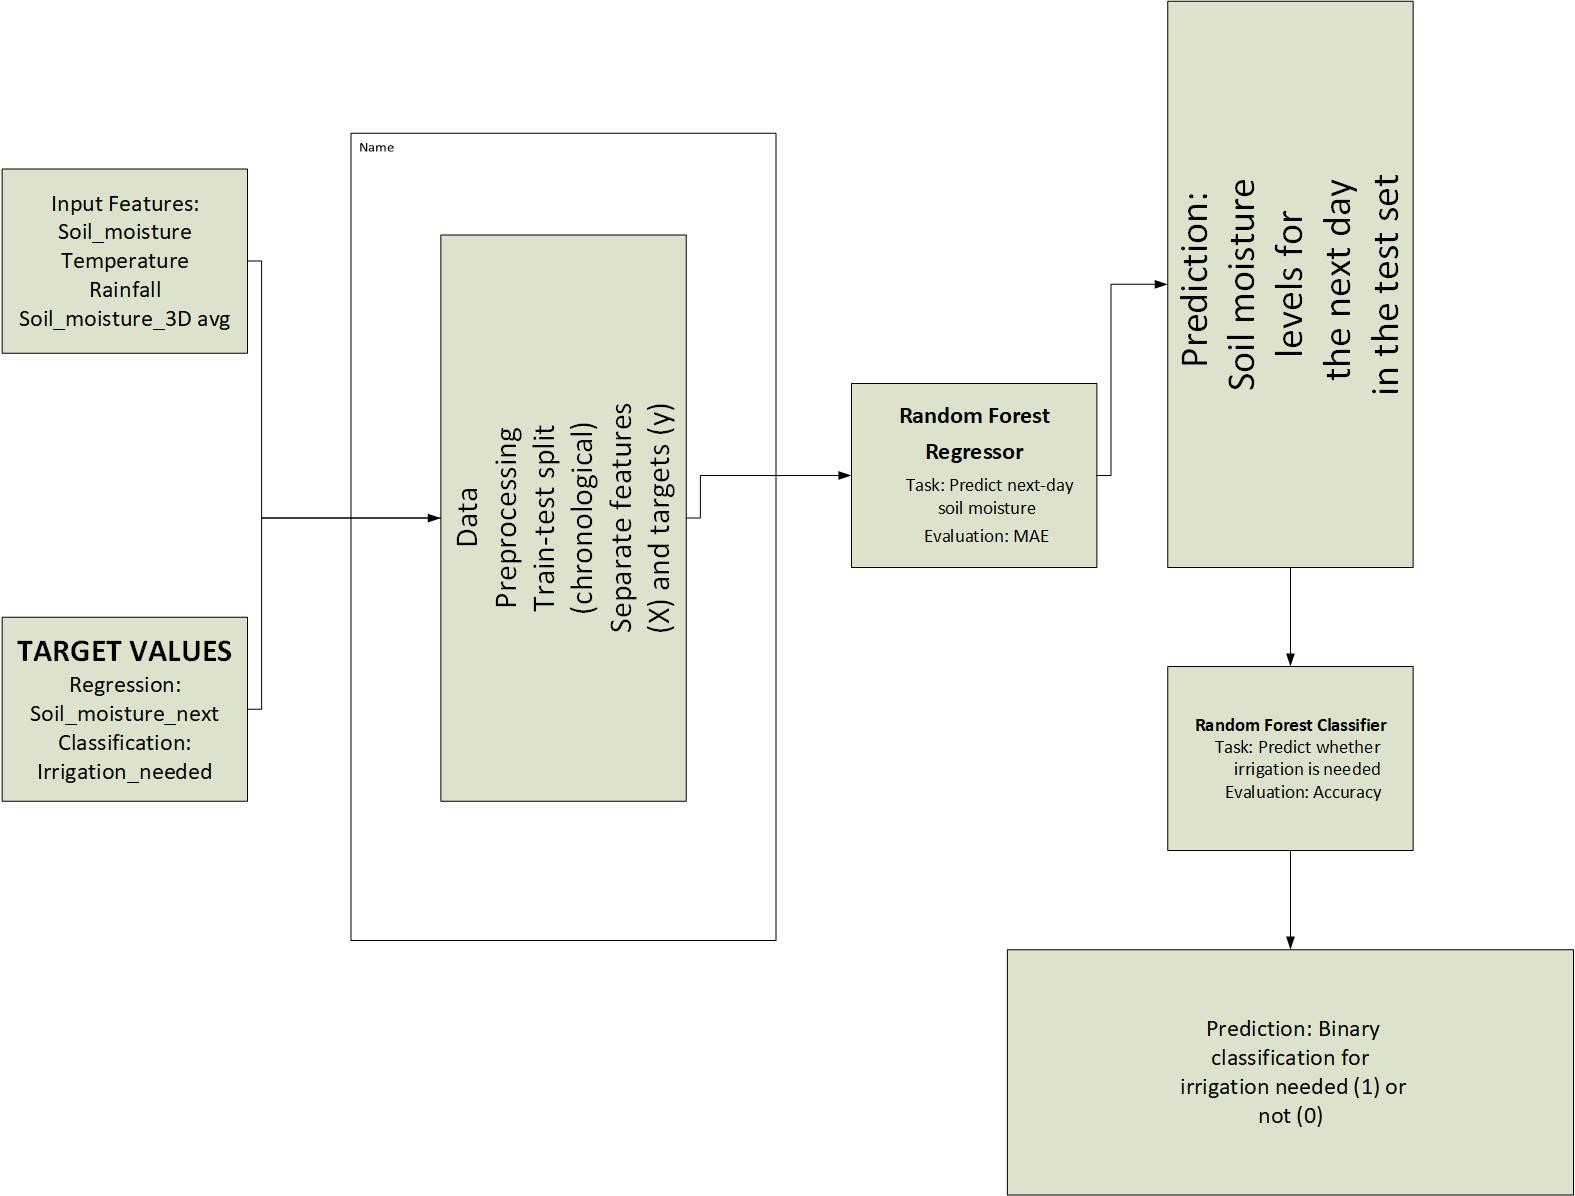 Name
Input Features:
Soil_moisture
Temperature
Rainfall
Soil_moisture_3D avg
TARGET VALUES
Regression:
Soil_moisture_next
Classification:
Irrigation_needed
Data
Preprocessing
Train-test split
(chronological)
Separate features
(X) and targets (y)
Random Forest
Regressor
Task: Predict next-day
soil moisture
Evaluation: MAE
Prediction:
Soil moisture
levels for
the next day
in the test set
Random Forest Classifier
Task: Predict whether
irrigation is needed
Evaluation: Accuracy
Prediction: Binary
classification for
irrigation needed (1) or
not (0)